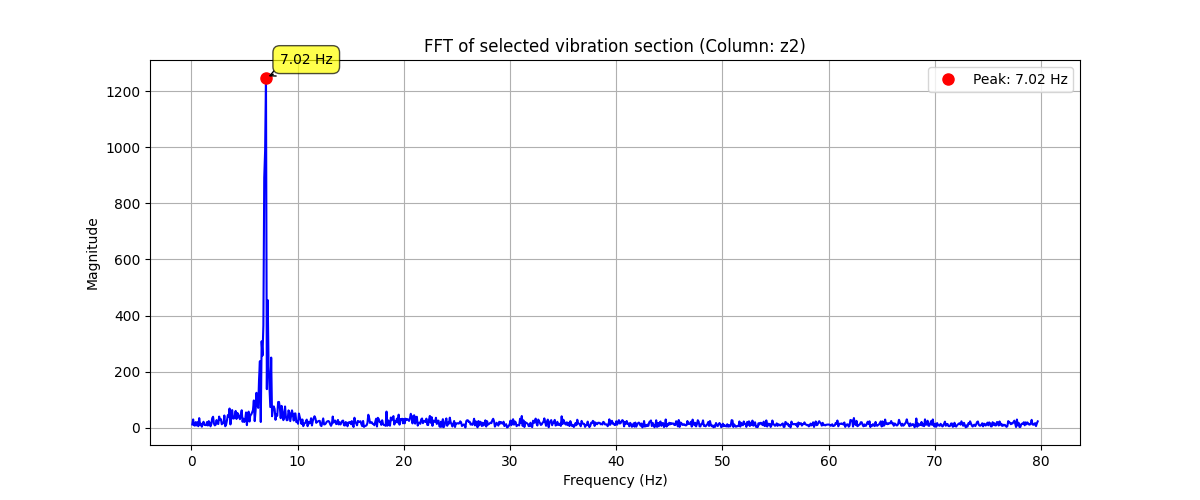 FFT of selected vibration section (Column: z2)
7.02 Hz
Peak: 7.02 Hz
Magnitude
1200
1000
800
600
400
200
0
0 10 20 30 40 50 60 70 80
Frequency (Hz)